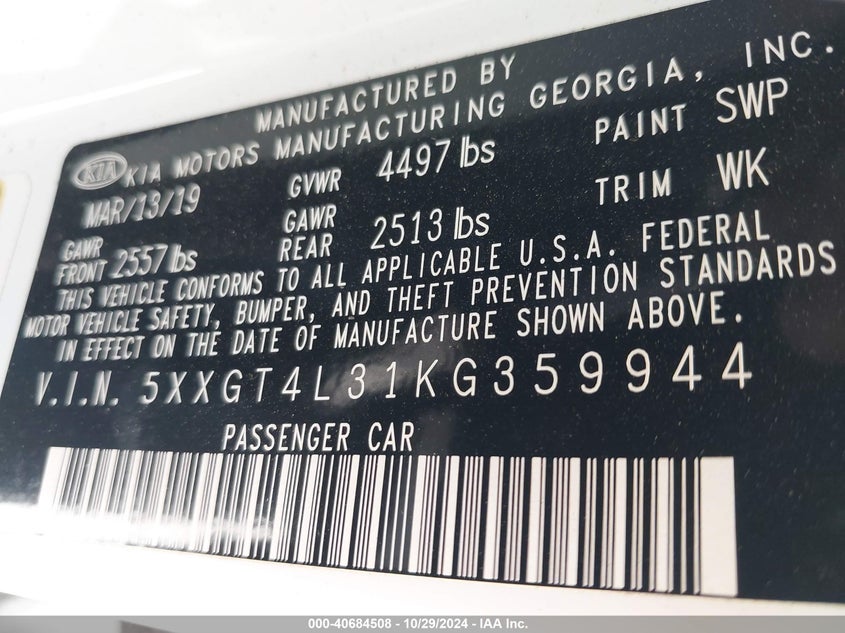 MANUFACTURED BY
KIA KIA MOTORS MANUFACTURING GEORGIA, INC.
MAR/13/19 GVWR 4497 lbs PAINT SWP
GAWR FRONT 2557 lbs GAWR REAR 2513 lbs TRIM WK
THIS VEHICLE CONFORMS TO ALL APPLICABLE U.S.A. FEDERAL
MOTOR VEHICLE SAFETY, BUMPER, AND THEFT PREVENTION STANDARDS
IN EFFECT ON THE DATE OF MANUFACTURE SHOWN ABOVE.
V.I.N. 5XXGT4L31KG359944
PASSENGER CAR
000-40684508 - 10/29/2024 - IAA Inc.